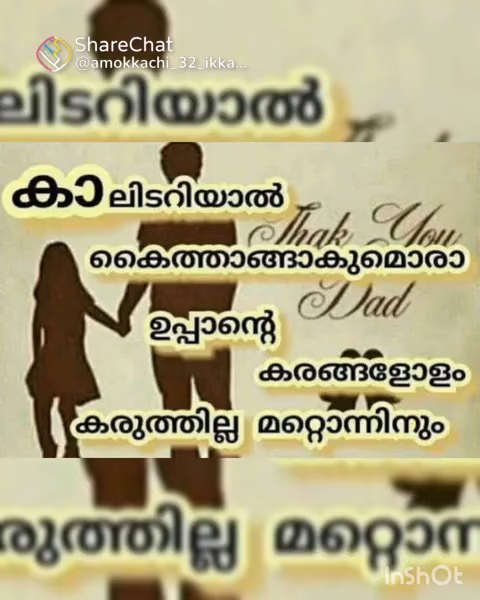 ShareChat
@amokkachi_32_ikka...
ലിടറിയാൽ
കാലിടറിയാൽ
Thak You
കൈത്താങ്ങാകുമൊരാ
Dad
ഉപ്പാന്റെ
കരങ്ങളോളം
കരുത്തില്ല മറ്റൊന്നിനും
രുത്തില്ല മറ്റൊന
InShOt